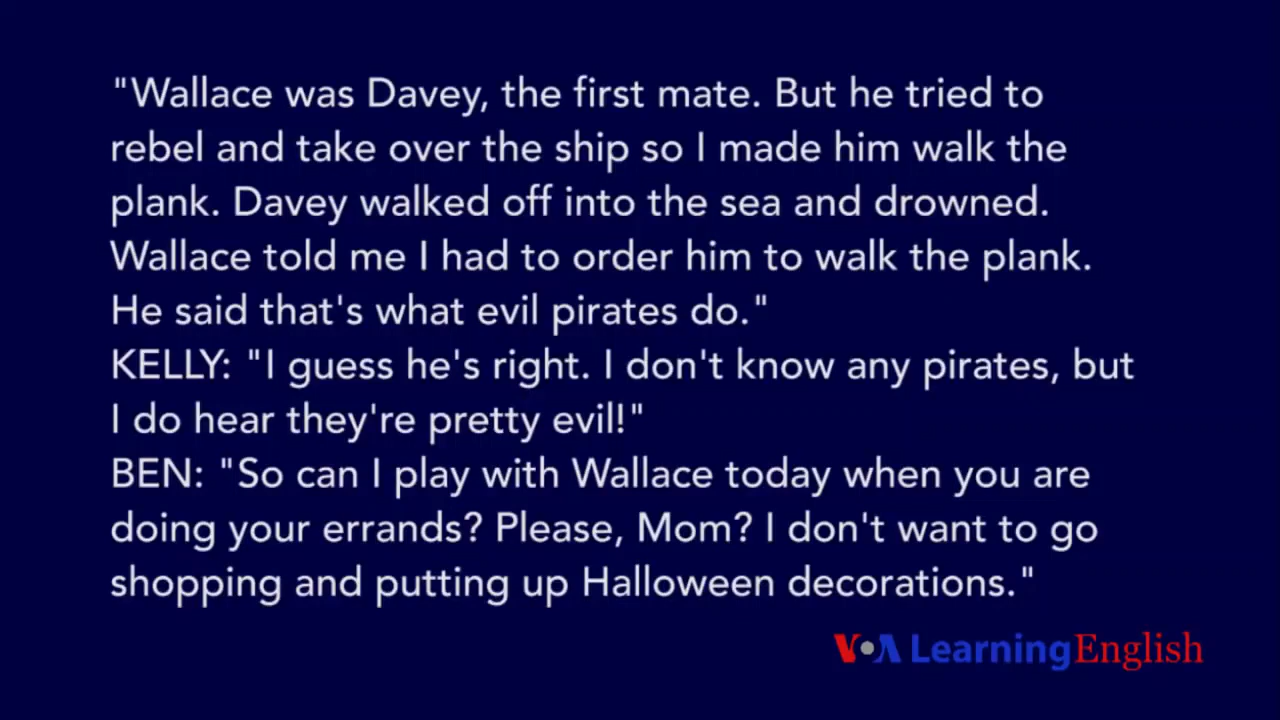 "Wallace was Davey, the first mate. But he tried to
rebel and take over the ship so I made him walk the
plank. Davey walked off into the sea and drowned.
Wallace told me I had to order him to walk the plank.
He said that's what evil pirates do."
KELLY: "I guess he's right. I don't know any pirates, but
I do hear they're pretty evil!"
BEN: "So can I play with Wallace today when you are
doing your errands? Please, Mom? I don't want to go
shopping and putting up Halloween decorations."
VOA Learning English